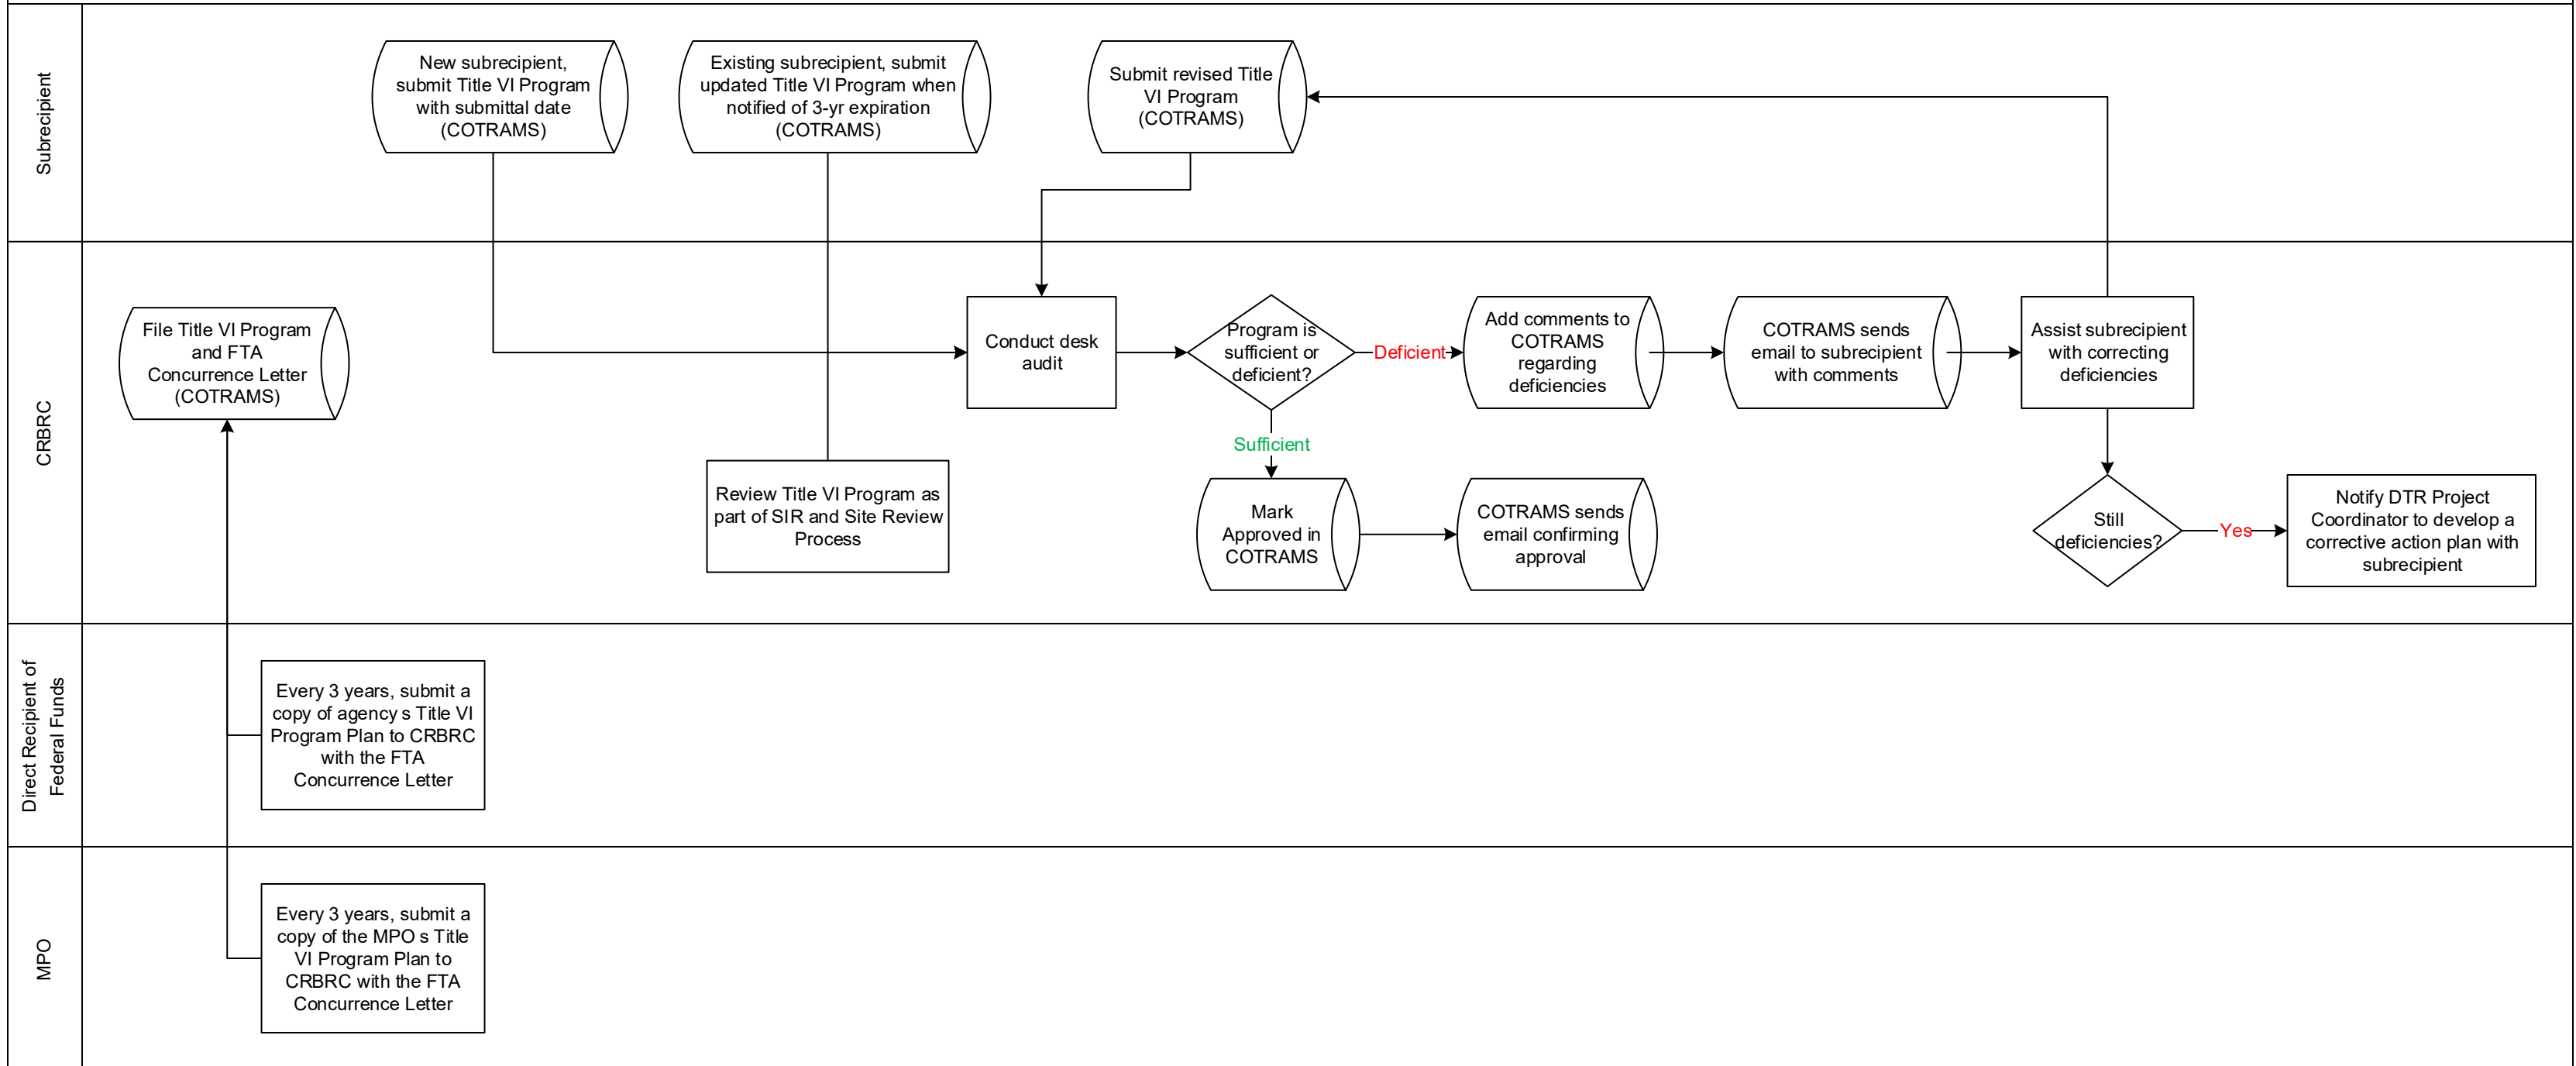 Subrecipient
New subrecipient,
submit Title VI Program
with submittal date
(COTRAMS)
Existing subrecipient, submit
updated Title VI Program when
notified of 3-yr expiration
(COTRAMS)
Submit revised Title
VI Program
(COTRAMS)
CRBRC
File Title VI Program
and FTA
Concurrence Letter
(COTRAMS)
Conduct desk
audit
Program is
sufficient or
deficient?
Deficient
Add comments to
COTRAMS
regarding
deficiencies
COTRAMS sends
email to subrecipient
with comments
Assist subrecipient
with correcting
deficiencies
Sufficient
Review Title VI Program as
part of SIR and Site Review
Process
Mark
Approved in
COTRAMS
COTRAMS sends
email confirming
approval
Still
deficiencies?
Yes
Notify DTR Project
Coordinator to develop a
corrective action plan with
subrecipient
Direct Recipient of
Federal Funds
Every 3 years, submit a
copy of agency s Title VI
Program Plan to CRBRC
with the FTA
Concurrence Letter
MPO
Every 3 years, submit a
copy of the MPO s Title
VI Program Plan to
CRBRC with the FTA
Concurrence Letter